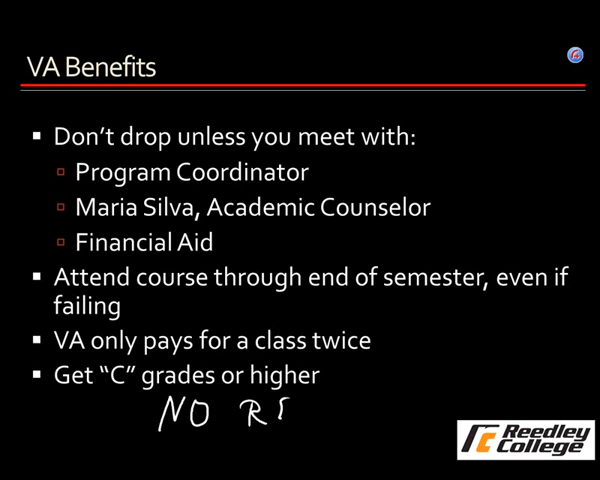 VA Benefits
Don't drop unless you meet with:
Program Coordinator
Maria Silva, Academic Counselor
Financial Aid
Attend course through end of semester, even if
failing
VA only pays for a class twice
Get “C” grades or higher
NO
Reedley
College